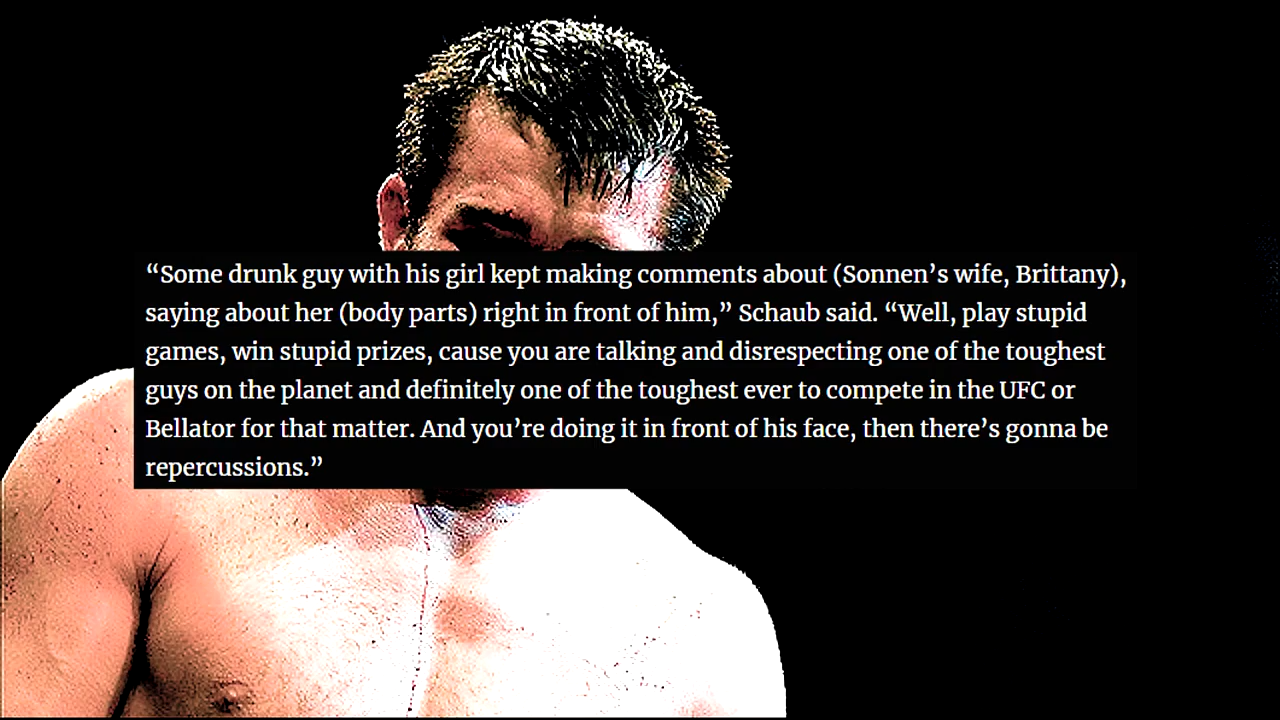 “Some drunk guy with his girl kept making comments about (Sonnen’s wife, Brittany),
saying about her (body parts) right in front of him,” Schaub said. “Well, play stupid
games, win stupid prizes, cause you are talking and disrespecting one of the toughest
guys on the planet and definitely one of the toughest ever to compete in the UFC or
Bellator for that matter. And you’re doing it in front of his face, then there’s gonna be
repercussions.”